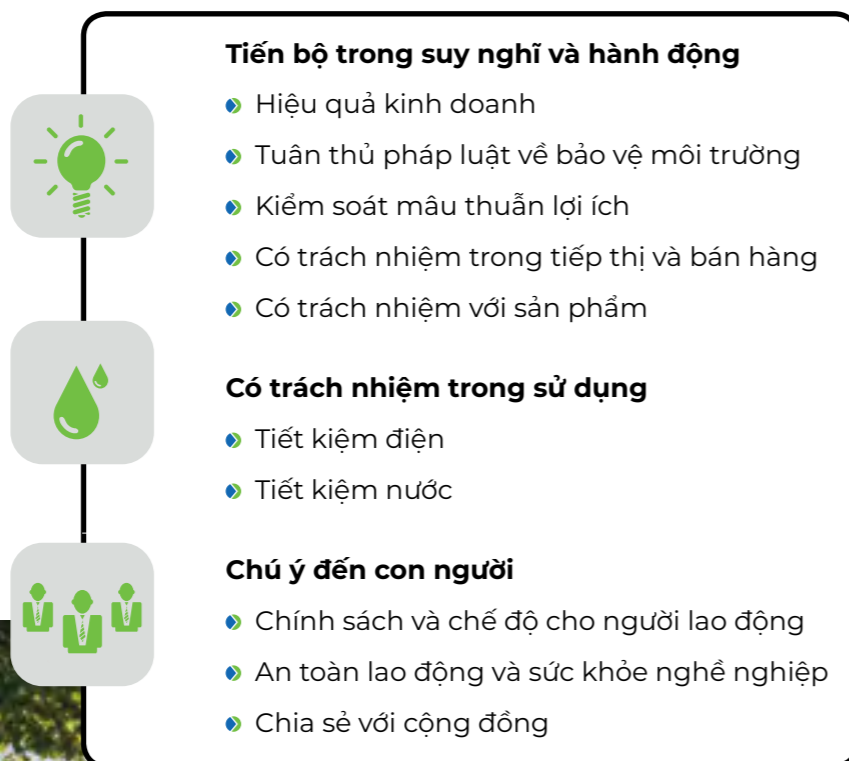 Tiến bộ trong suy nghĩ và hành động
Hiệu quả kinh doanh
Tuân thủ pháp luật về bảo vệ môi trường
Kiểm soát mâu thuẫn lợi ích
Có trách nhiệm trong tiếp thị và bán hàng
Có trách nhiệm với sản phẩm
Có trách nhiệm trong sử dụng
Tiết kiệm điện
Tiết kiệm nước
Chú ý đến con người
Chính sách và chế độ cho người lao động
An toàn lao động và sức khỏe nghề nghiệp
Chia sẻ với cộng đồng